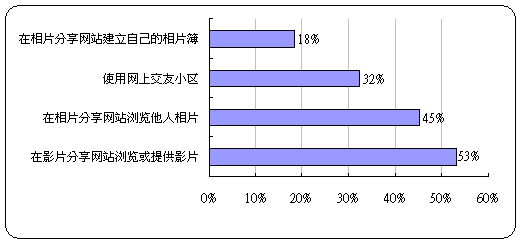 在相片分享网站建立自己的相片簿 18%
使用网上交友小区 32%
在相片分享网站浏览他人相片 45%
在影片分享网站浏览或提供影片 53%
0% 10% 20% 30% 40% 50% 60%